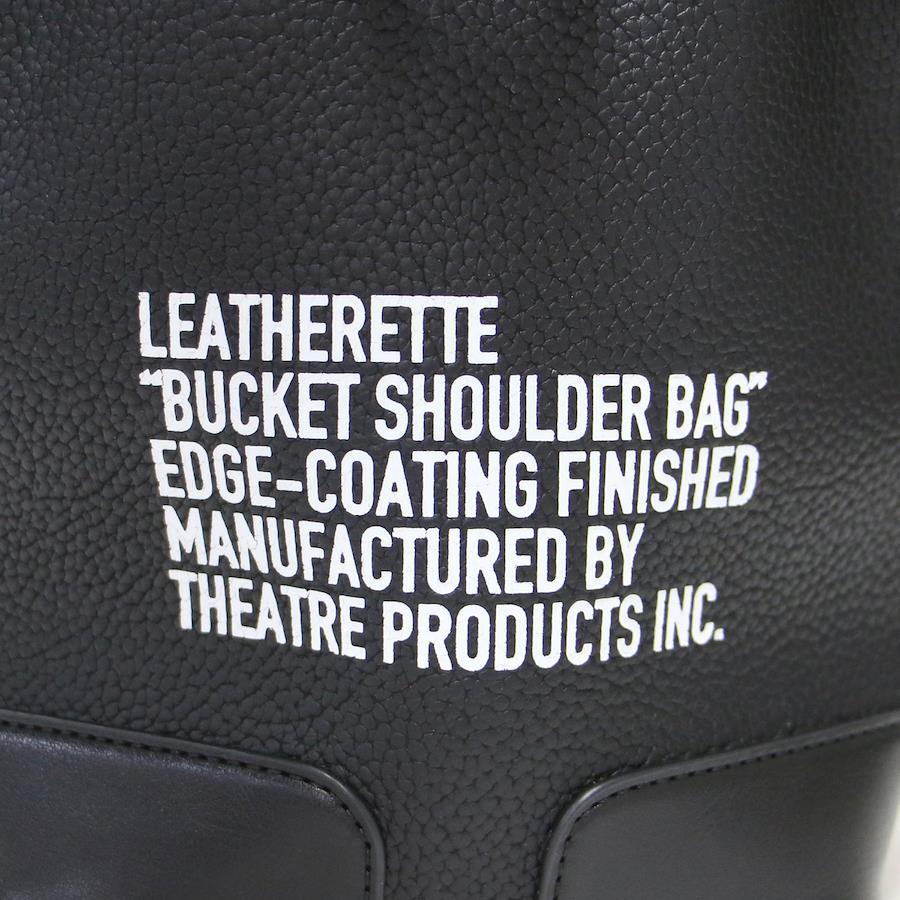 LEATHERETTE
“BUCKET SHOULDER BAG”
EDGE-COATING FINISHED
MANUFACTURED BY
THEATRE PRODUCTS INC.